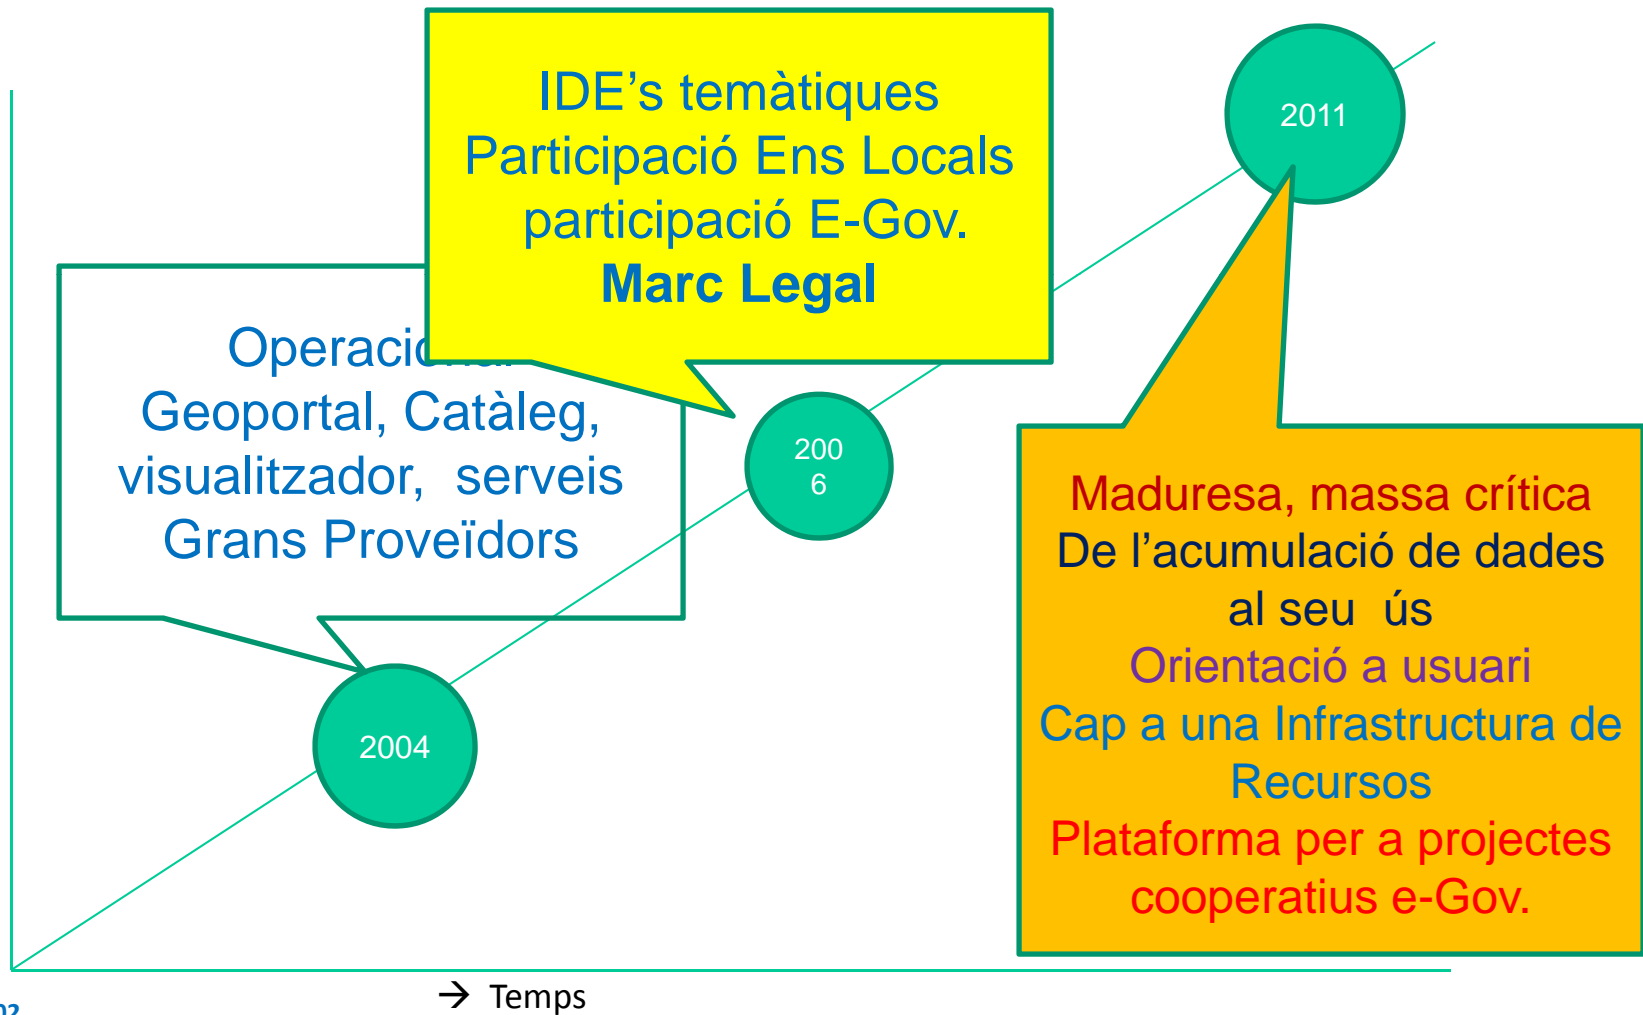 IDE’s temàtiques
Participació Ens Locals
participació E-Gov.
Marc Legal
2011
Geoportal, Catàleg,
visualitzador, serveis
Grans Proveïdors
200
6
Maduresa, massa crítica
De l’acumulació de dades
al seu ús
Orientació a usuari
Cap a una Infrastructura de
Recursos
Plataforma per a projectes
cooperatius e-Gov.
2004
→ Temps